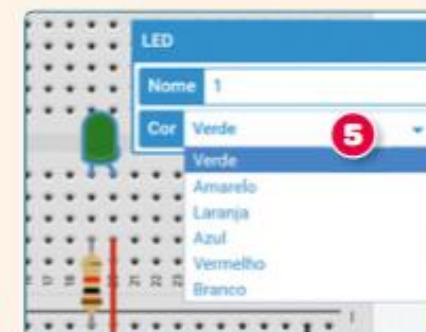 LED
Nome 1
Cor Verde
5
Verde
Amarelo
Laranja
Azul
Vermelho
Branco